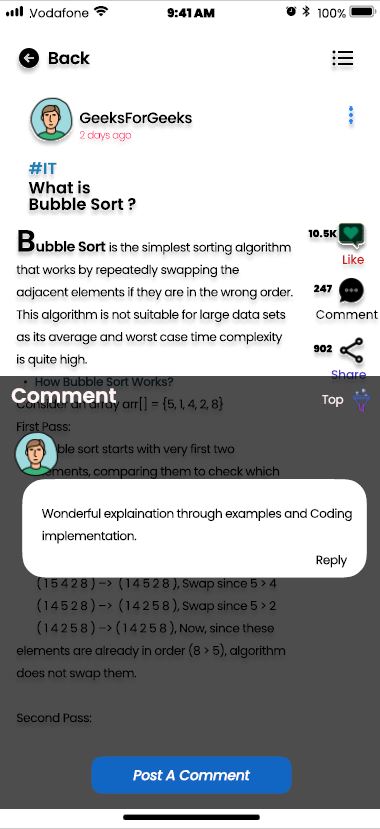 .Vodafone 9:41 AM 100%
Back
GeeksForGeeks
2 days ago
#IT
What is
Bubble Sort ?
Bubble Sort is the simplest sorting algorithm
that works by repeatedly swapping the
adjacent elements if they are in the wrong order.
This algorithm is not suitable for large data sets
as its average and worst case time complexity
is quite high.
10.5K
Like
247
Comment
902
Share
• How Bubble Sort Works?
Comment
Top
Consider an array arr[] = {5, 1, 4, 2, 8}
First Pass:
sort starts with very first two
comparing them to check which
Wonderful explaination through examples and Coding
implementation.
Reply
( 1 5 4 2 8 ) –> ( 1 4 5 2 8 ), Swap since 5 > 4
( 1 4 5 2 8 ) –> ( 1 4 2 5 8 ), Swap since 5 > 2
( 1 4 2 5 8 ) –> ( 1 4 2 5 8 ), Now, since these
elements are already in order (8 > 5), algorithm
does not swap them.
Second Pass:
Post A Comment